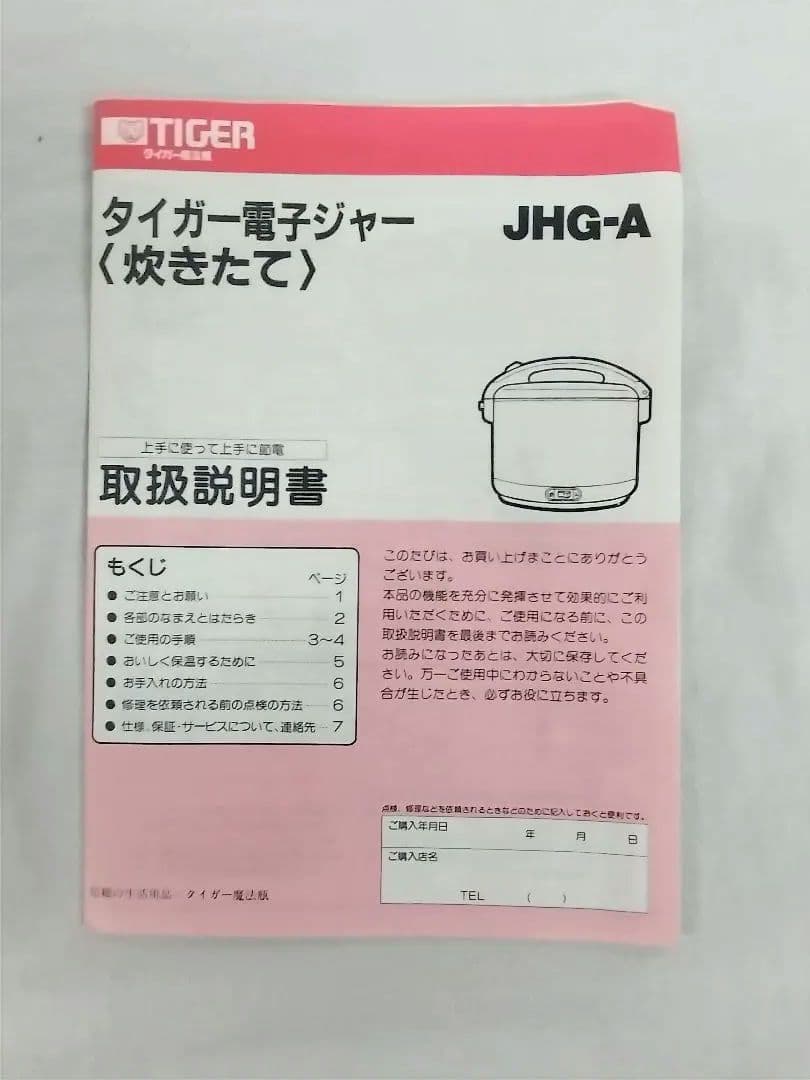 TIGER
タイガー魔法瓶
タイガー電子ジャー
〈炊きたて〉
JHG-A
上手に使って上手に節電
取扱説明書
もくじ
ページ
● ご注意とお願い 1
● 各部のなまえとはたらき 2
● ご使用の手順 3〜4
● おいしく保温するために 5
● お手入れの方法 6
● 修理を依頼される前の点検の方法 6
● 仕様、保証・サービスについて、連絡先 7
このたびは、お買い上げまことにありがとう
ございます。
本品の機能を充分に発揮させて効果的にご利
用いただくために、ご使用になる前に、この
取扱説明書を最後までお読みください。
お読みになったあとは、大切に保存してくだ
さい。万一ご使用中にわからないことや不具
合が生じたとき、必ずお役に立ちます。
点検、修理などを依頼されるときなどのために記入しておくと便利です。
ご購入年月日 年 月 日
ご購入店名
TEL ( )
の生活用品 タイガー魔法瓶